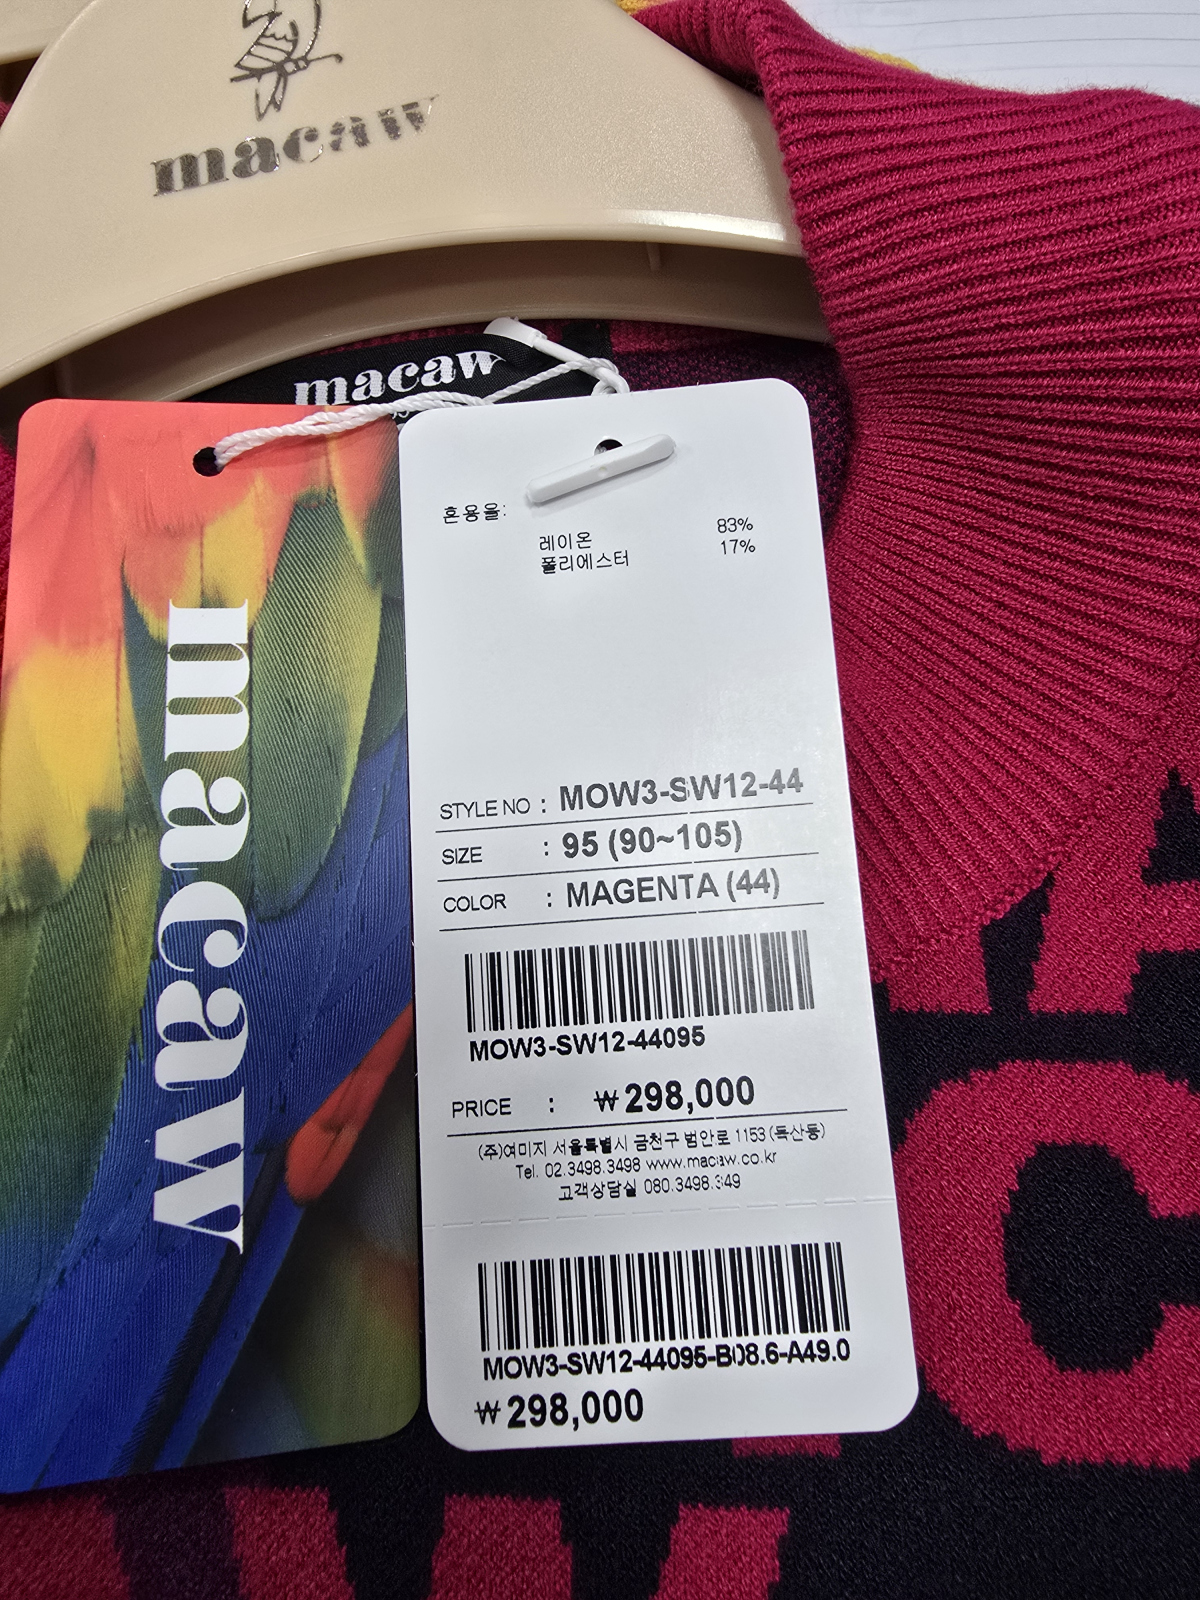 macaw
macaw
macaw
혼용율:
레이온 83%
폴리에스터 17%
STYLE NO : MOW3-SW12-44
SIZE : 95 (90~105)
COLOR : MAGENTA (44)
MOW3-SW12-44095
PRICE : ₩298,000
(주)여미지 서울특별시 금천구 범안로 1153 (독산동)
Tel. 02.3498.3498 www.macaw.co.kr
고객상담실 080.3498.349
MOW3-SW12-44095-B08.6-A49.0
₩298,000